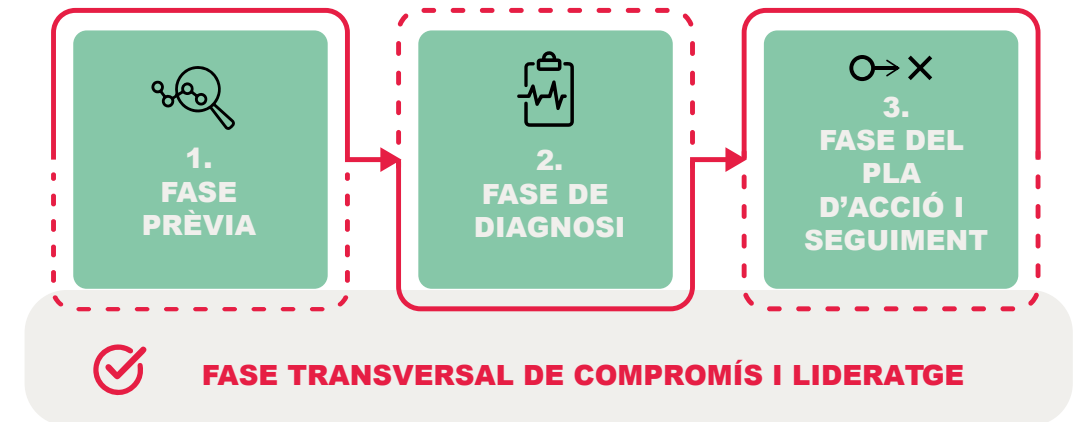 1.
FASE
PRÈVIA
2.
FASE DE
DIAGNOSI
3.
FASE DEL
PLA
D’ACCIÓ I
SEGUIMENT
FASE TRANSVERSAL DE COMPROMÍS I LIDERATGE